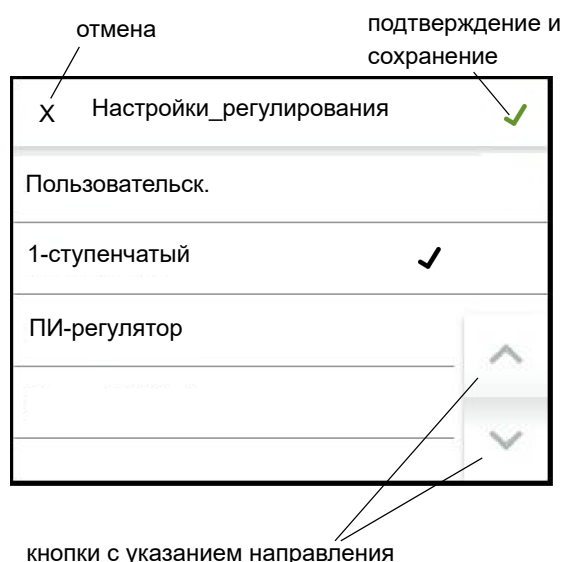 отмена
подтверждение и
сохранение
X Настройки_регулирования
Пользовательск.
1-ступенчатый
ПИ-регулятор
кнопки с указанием направления